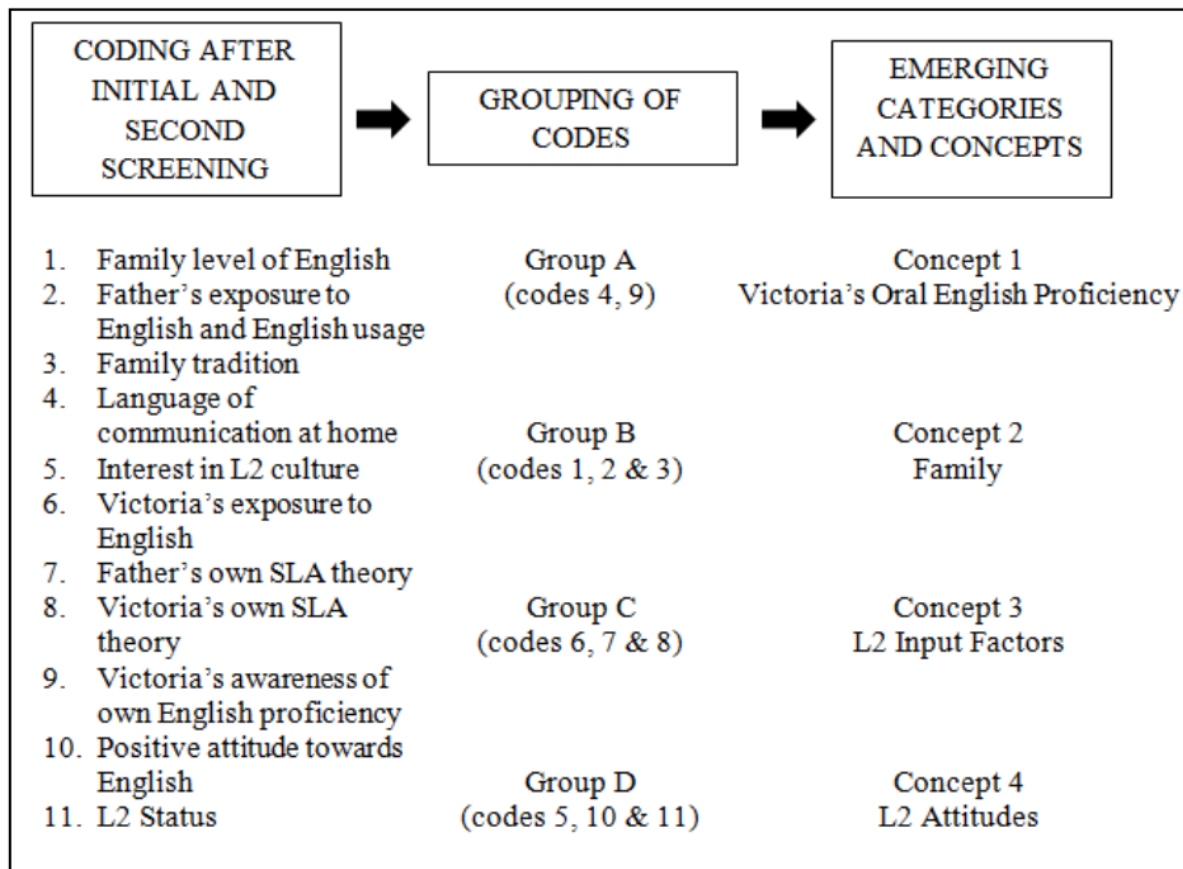 CODING AFTER
INITIAL AND
SECOND
SCREENING
GROUPING OF
CODES
EMERGING
CATEGORIES
AND CONCEPTS
1. Family level of English
2. Father's exposure to
English and English usage
3. Family tradition
4. Language of
communication at home
5. Interest in L2 culture
6. Victoria's exposure to
English
7. Father's own SLA theory
8. Victoria's own SLA
theory
9. Victoria's awareness of
own English proficiency
10. Positive attitude towards
English
11. L2 Status
Group A
(codes 4, 9)
Group B
(codes 1, 2 & 3)
Group C
(codes 6, 7 & 8)
Group D
(codes 5, 10 & 11)
Concept 1
Victoria's Oral English Proficiency
Concept 2
Family
Concept 3
L2 Input Factors
Concept 4
L2 Attitudes